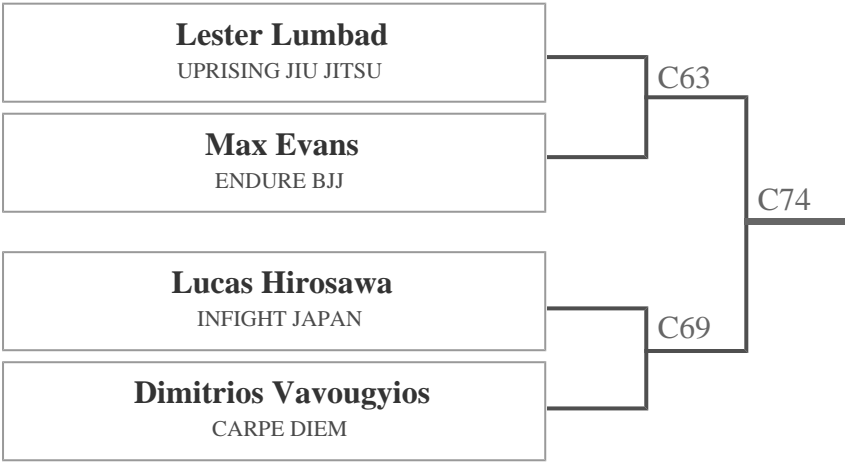 Lester Lumbad
UPRISING JIU JITSU
C63
Max Evans
ENDURE BJJ
C74
Lucas Hirosawa
INFIGHT JAPAN
C69
Dimitrios Vavougyios
CARPE DIEM